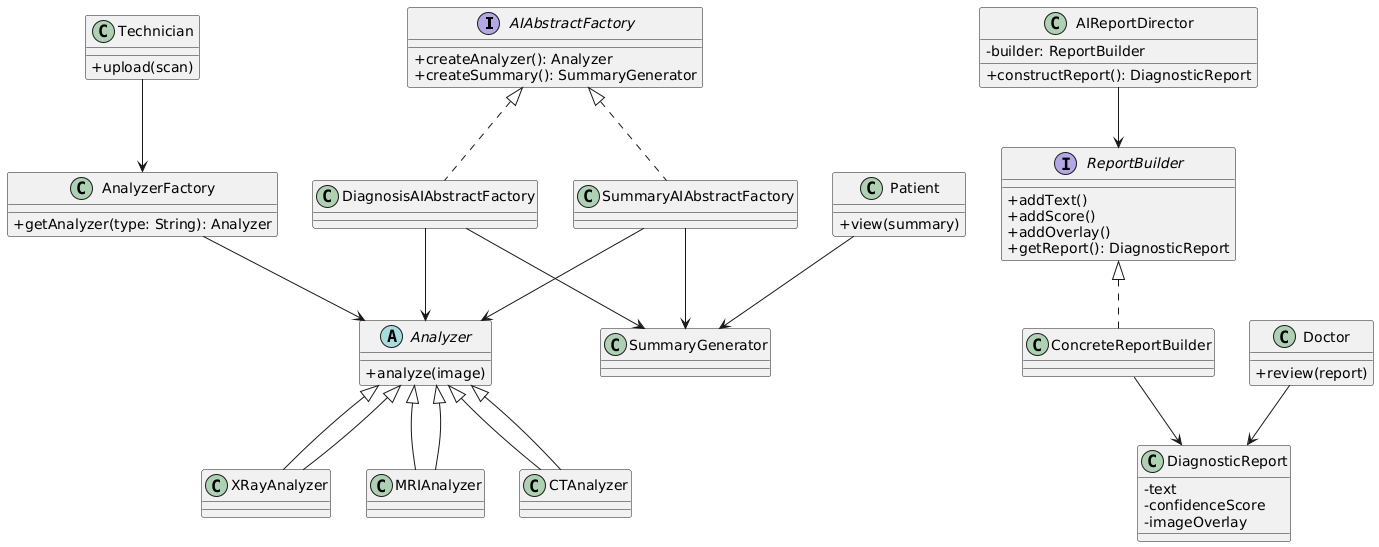 C Technician
+upload(scan)
I AIAbstractFactory
+createAnalyzer(): Analyzer
+createSummary(): SummaryGenerator
C AIReportDirector
-builder: ReportBuilder
+constructReport(): DiagnosticReport
C AnalyzerFactory
+getAnalyzer(type: String): Analyzer
C DiagnosisAIAbstractFactory
C SummaryAIAbstractFactory
C Patient
+view(summary)
I ReportBuilder
+addText()
+addScore()
+addOverlay()
+getReport(): DiagnosticReport
A Analyzer
+analyze(image)
C SummaryGenerator
C ConcreteReportBuilder
C Doctor
+review(report)
C XRayAnalyzer
C MRIAnalyzer
C CTAnalyzer
C DiagnosticReport
-text
-confidenceScore
-imageOverlay